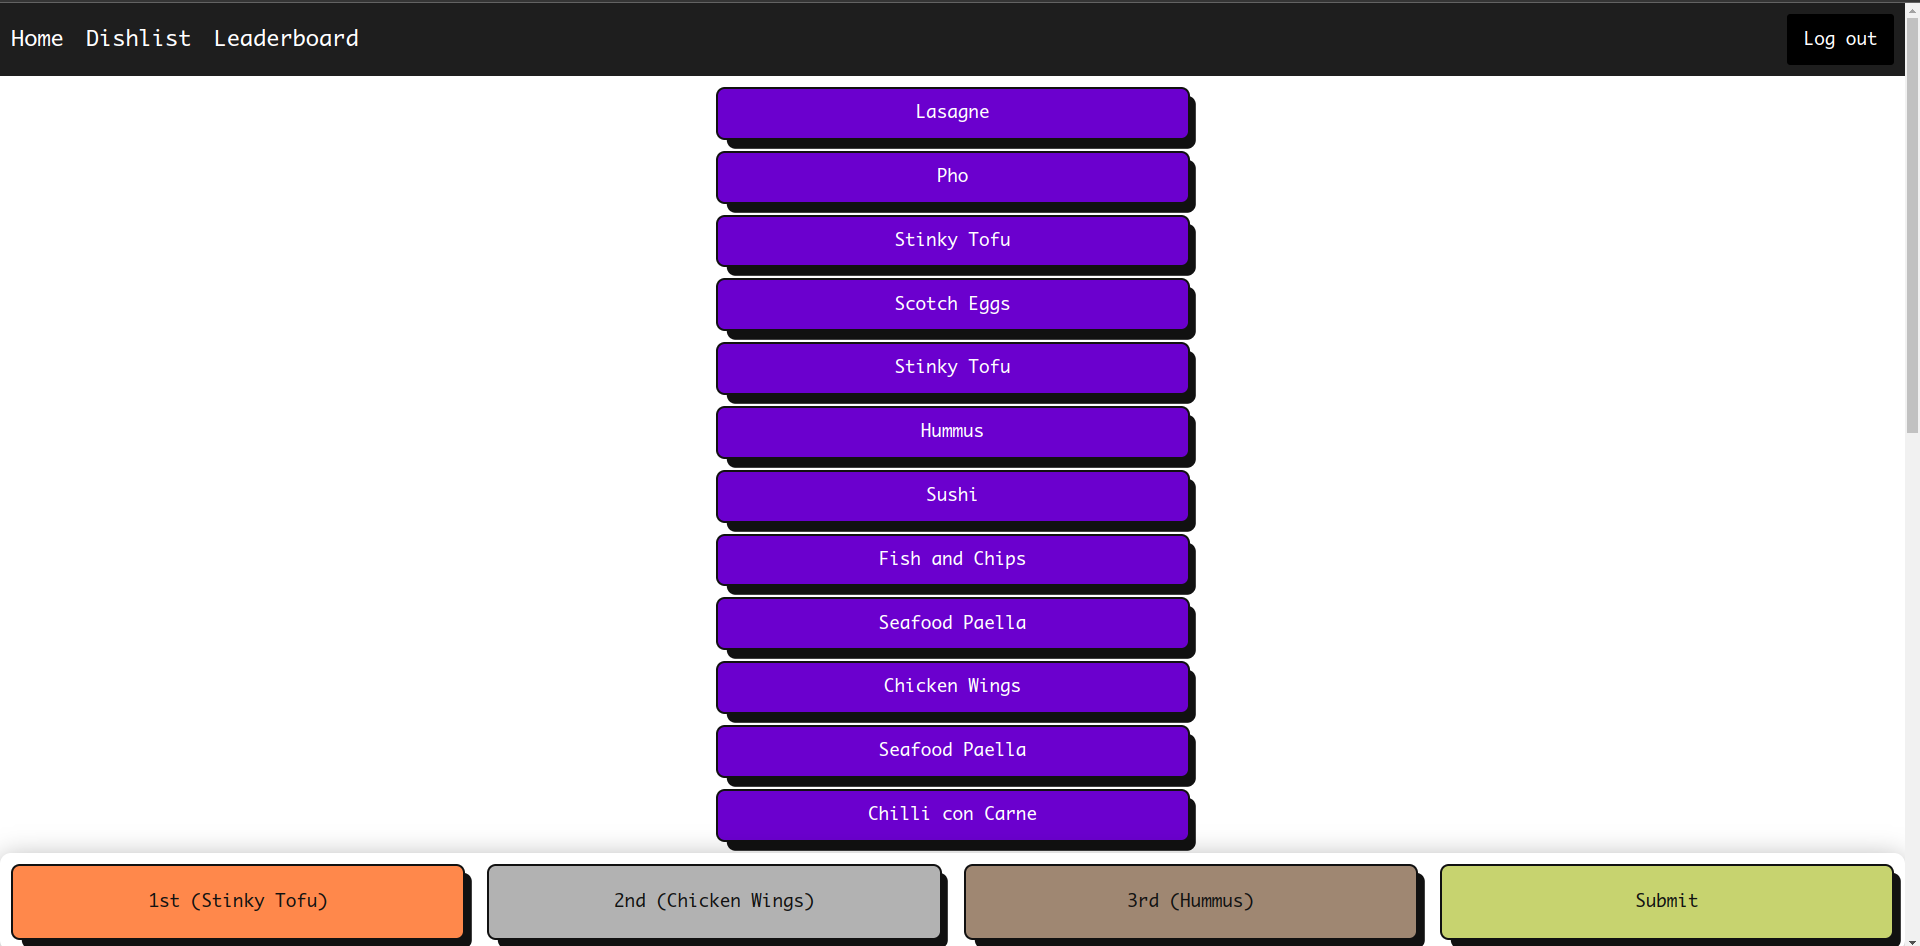 Home Dishlist Leaderboard Log out
Lasagne
Pho
Stinky Tofu
Scotch Eggs
Stinky Tofu
Hummus
Sushi
Fish and Chips
Seafood Paella
Chicken Wings
Seafood Paella
Chilli con Carne
1st (Stinky Tofu) 2nd (Chicken Wings) 3rd (Hummus) Submit